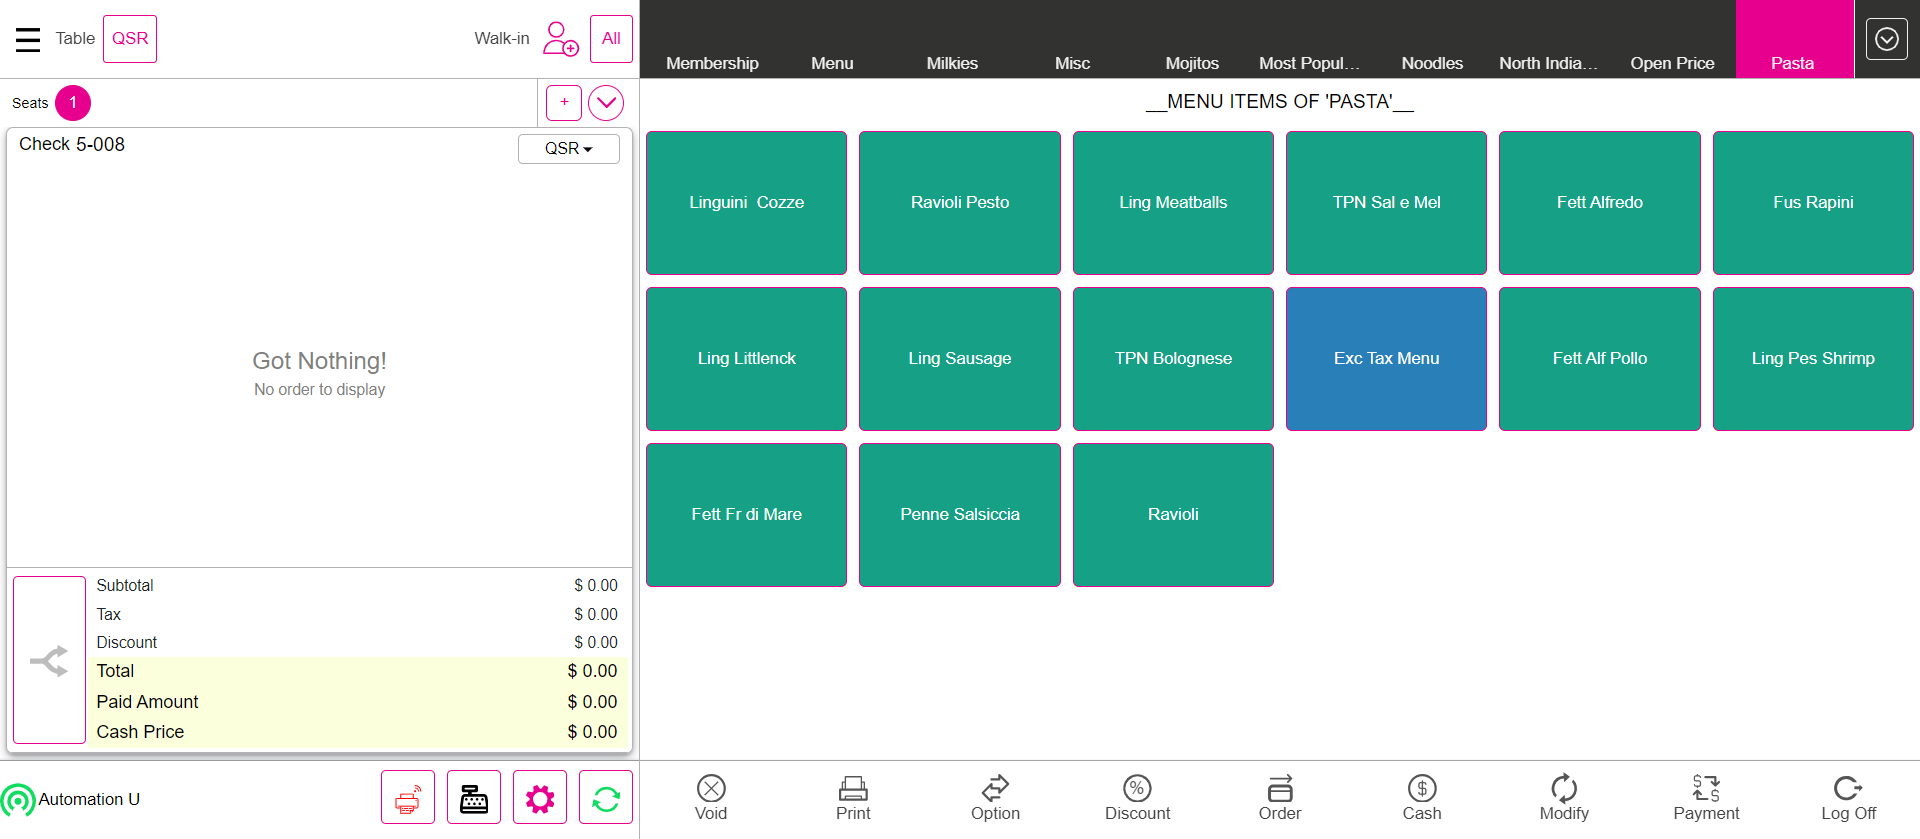 Table QSR Walk-in All
Membership Menu Milkies Misc Mojitos Most Popul... Noodles North India... Open Price Pasta
Seats 1 +
__MENU ITEMS OF 'PASTA'__
Check 5-008 QSR
Linguini Cozze Ravioli Pesto Ling Meatballs TPN Sal e Mel Fett Alfredo Fus Rapini
Ling Littlenck Ling Sausage TPN Bolognese Exc Tax Menu Fett Alf Pollo Ling Pes Shrimp
Got Nothing!
No order to display
Fett Fr di Mare Penne Salsiccia Ravioli
Subtotal $ 0.00
Tax $ 0.00
Discount $ 0.00
Total $ 0.00
Paid Amount $ 0.00
Cash Price $ 0.00
Automation U
Void Print Option Discount Order Cash Modify Payment Log Off